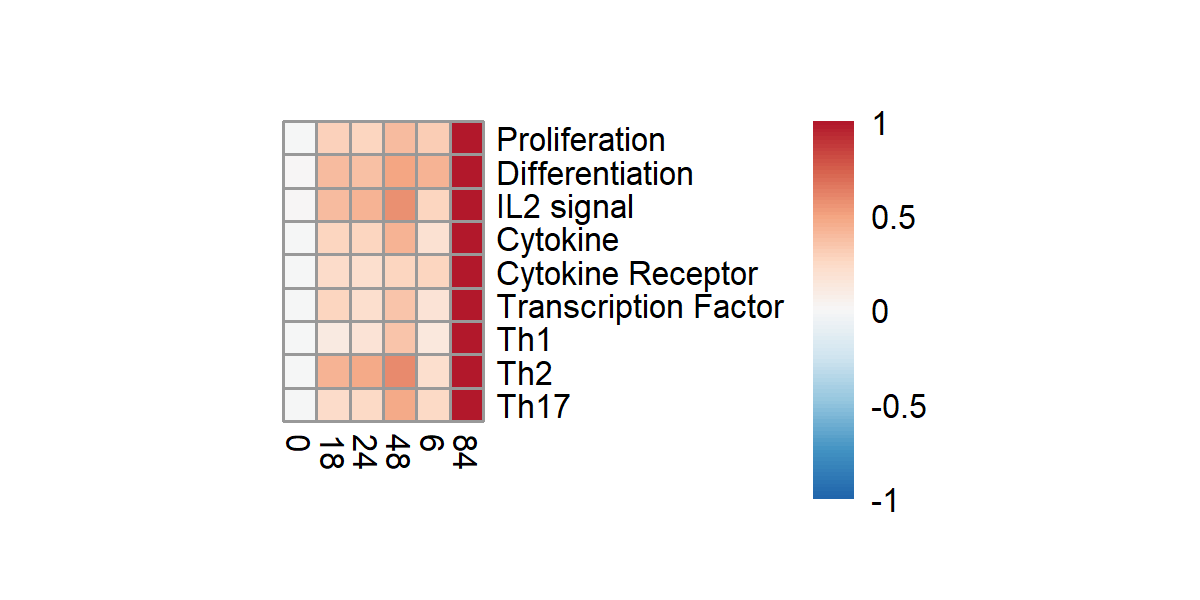 Proliferation
Differentiation
IL2 signal
Cytokine
Cytokine Receptor
Transcription Factor
Th1
Th2
Th17
0 18 24 48 6 84
1
0.5
0
-0.5
-1